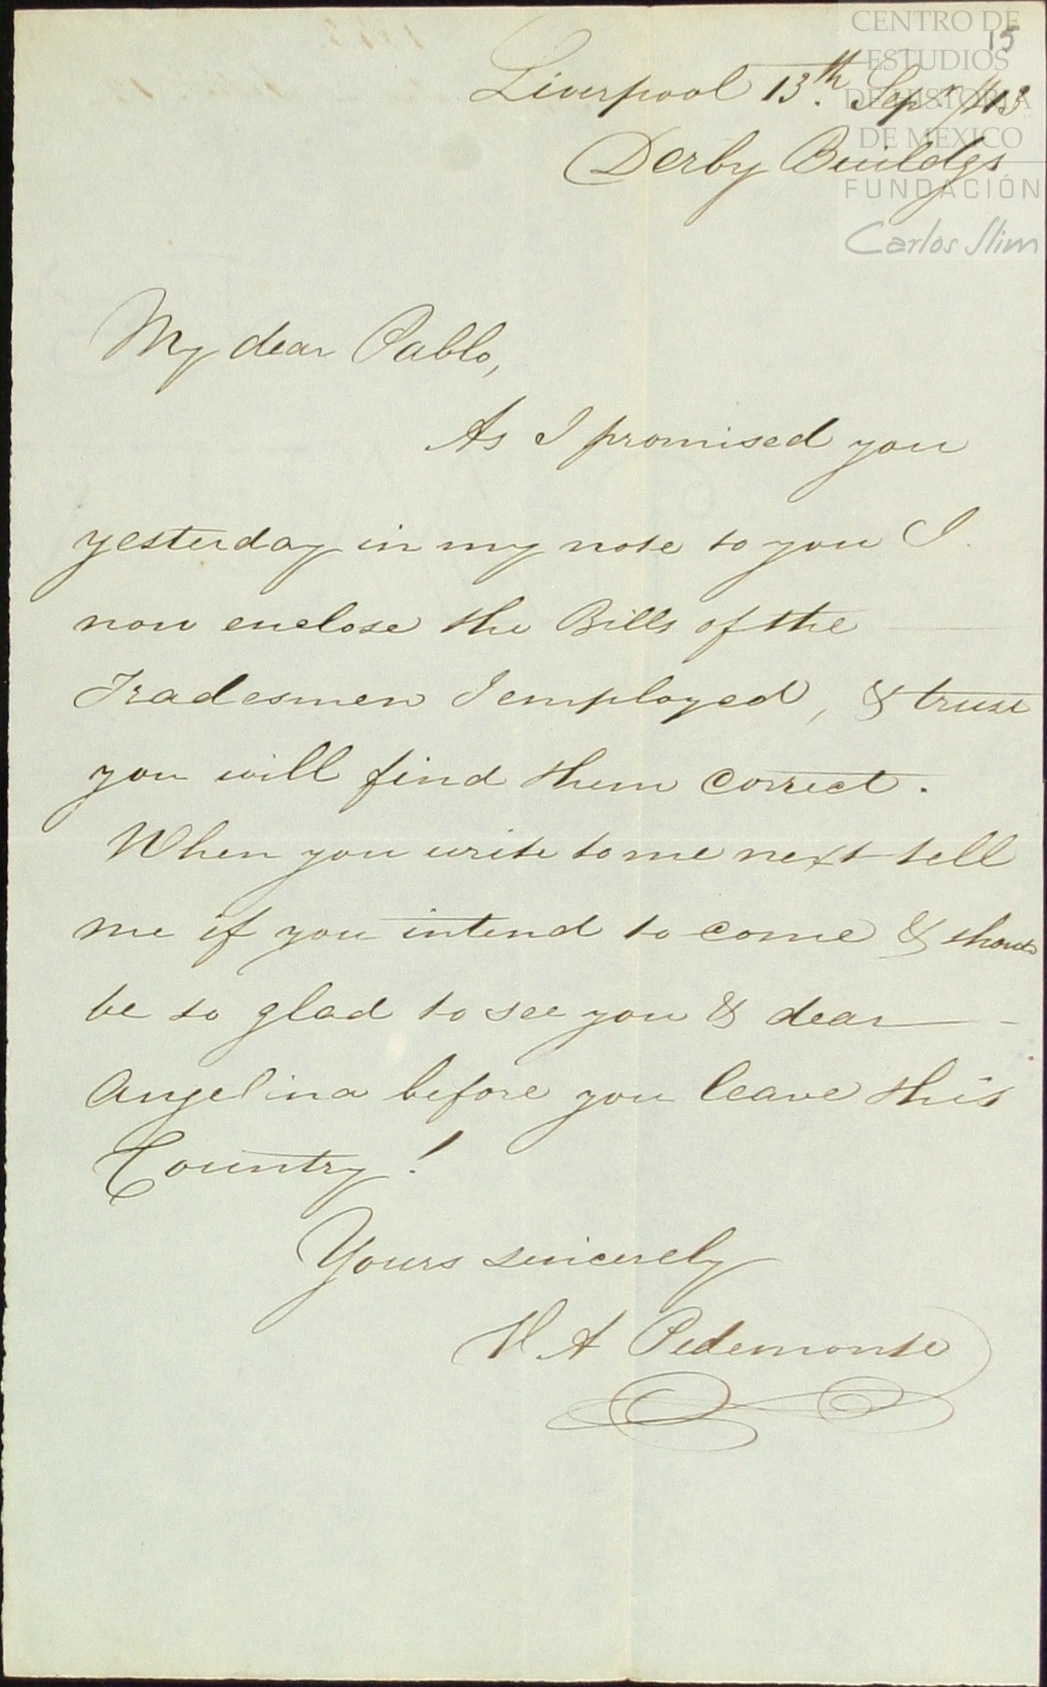 CENTRO DE
ESTUDIOS
DE HISTORIA
DE MÉXICO
FUNDACIÓN
Carlos Slim
15
Liverpool 13th Sept /43
Derby Buildgs
My dear Pablo,
As I promised you
yesterday in my note to you I
now enclose the Bills of the
Tradesmen I employed, & trust
you will find them correct.
When you write to me next tell
me if you intend to come & should
be so glad to see you & dear
Angelina before you leave this
Country!
Yours sincerely
A Pedemonte